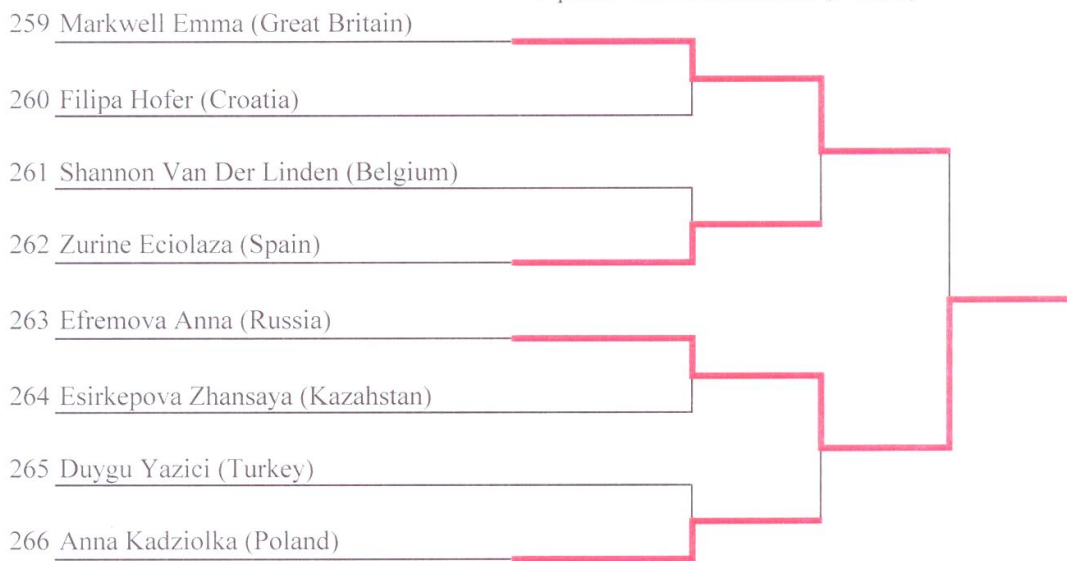 259 Markwell Emma (Great Britain)
260 Filipa Hofer (Croatia)
261 Shannon Van Der Linden (Belgium)
262 Zurine Eciolaza (Spain)
263 Efremova Anna (Russia)
264 Esirkepova Zhansaya (Kazahstan)
265 Duygu Yazici (Turkey)
266 Anna Kadziolka (Poland)